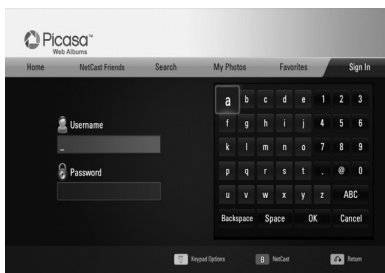 Picasa™
Web Albums
Home NetCast Friends Search My Photos Favorites Sign In
a b c d e 1 2 3
Username
f g h i j 4 5 6
_
k l m n o 7 8 9
Password
p q r s t . @ 0
u v w x y z ABC
Backspace Space OK Cancel
Keypad Options NetCast Return